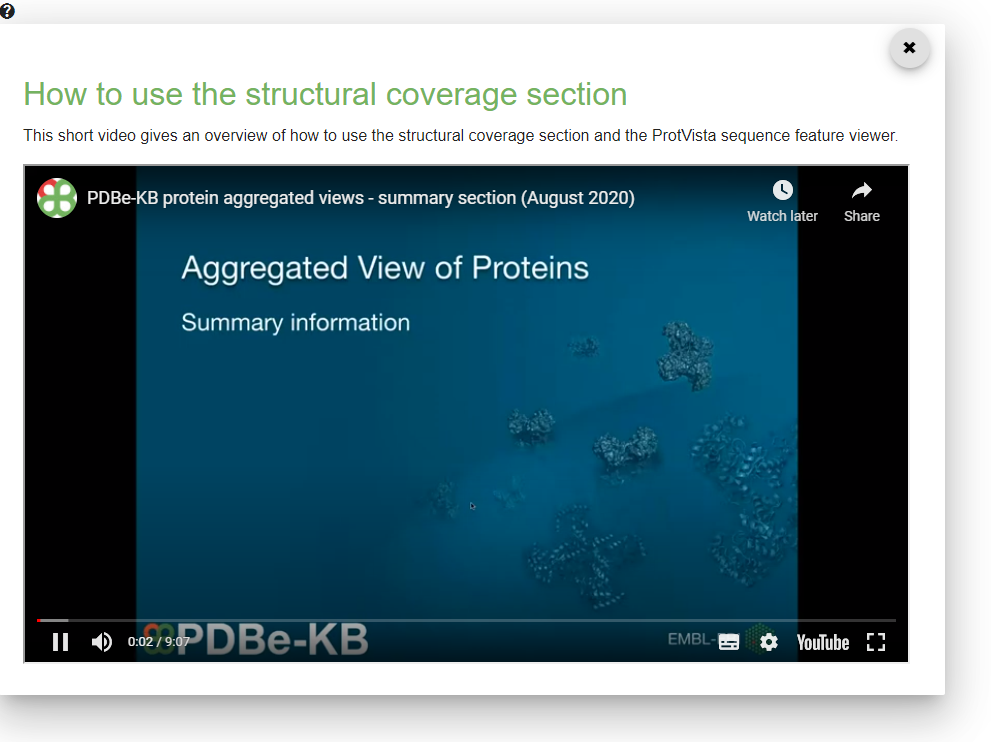 How to use the structural coverage section
This short video gives an overview of how to use the structural coverage section and the ProtVista sequence feature viewer.
PDBe-KB protein aggregated views - summary section (August 2020)
Watch later
Share
Aggregated View of Proteins
Summary information
0:02 / 9:07
PDBe-KB
EMBL-
YouTube